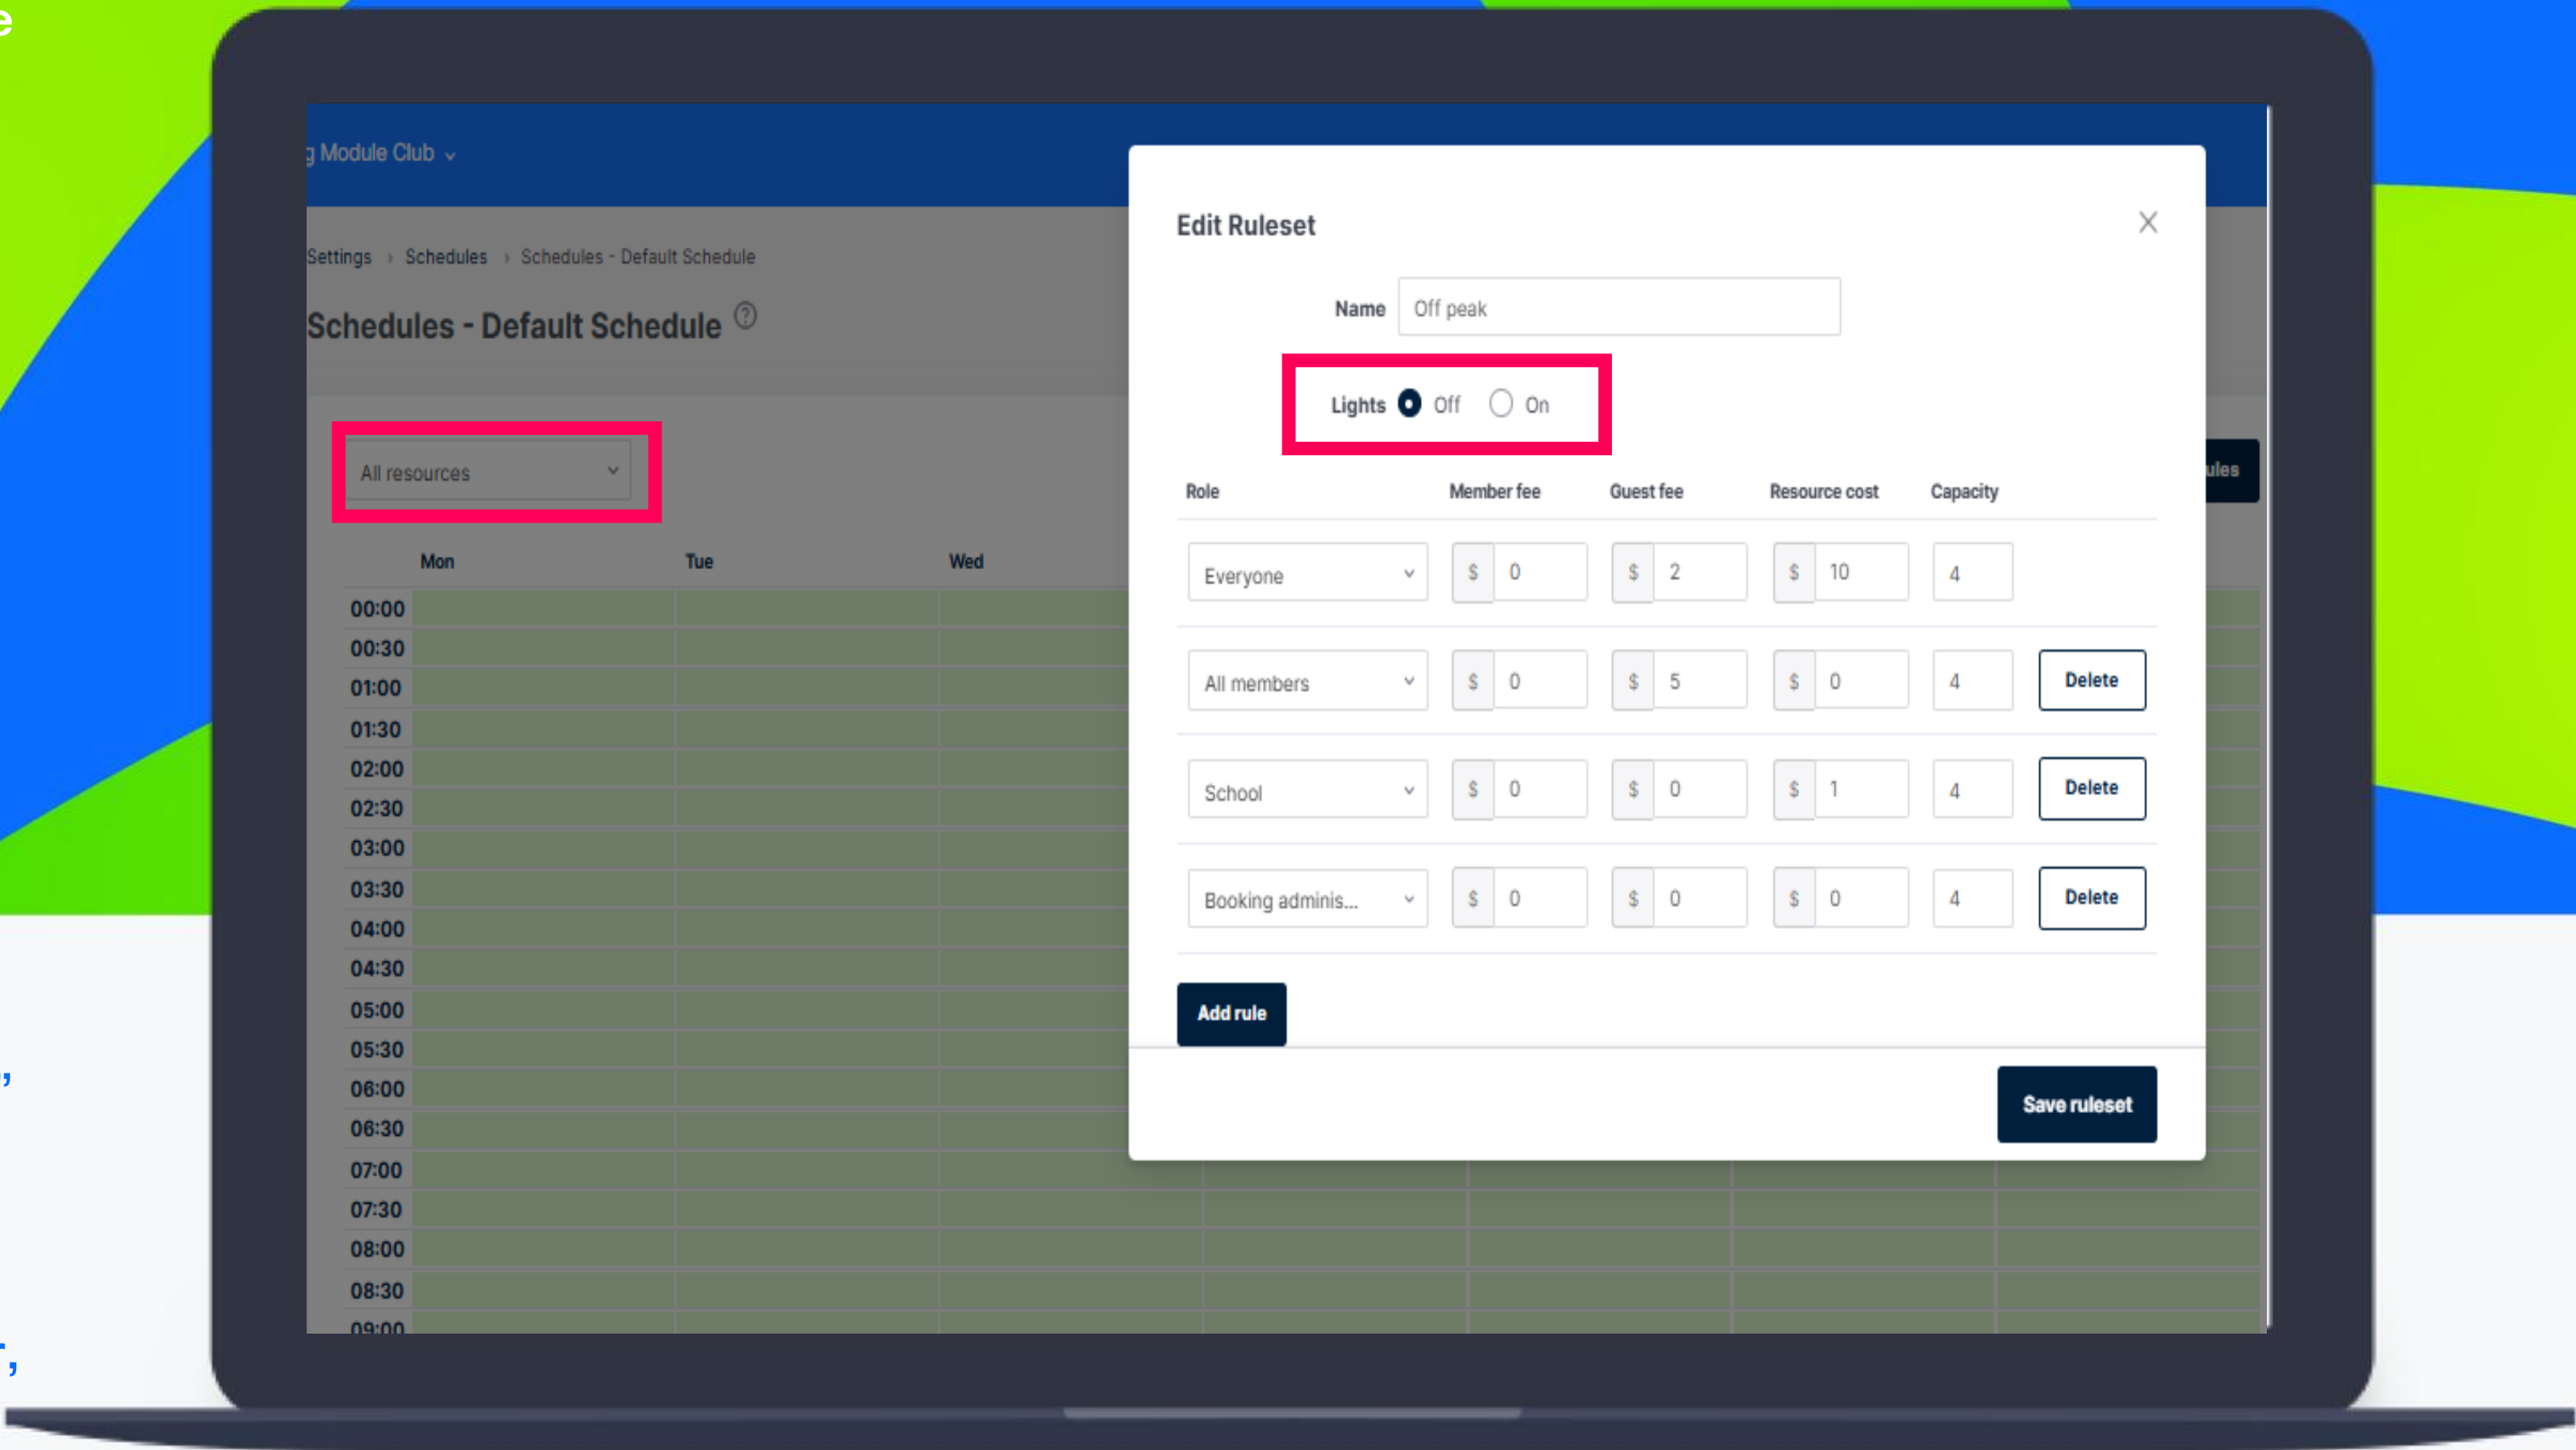 Module Club
Settings › Schedules › Schedules - Default Schedule
Schedules - Default Schedule ?
All resources
Mon Tue Wed
00:00
00:30
01:00
01:30
02:00
02:30
03:00
03:30
04:00
04:30
05:00
05:30
06:00
06:30
07:00
07:30
08:00
08:30
09:00
Edit Ruleset
Name Off peak
Lights Off On
Role Member fee Guest fee Resource cost Capacity
Everyone $ 0 $ 2 $ 10 4
All members $ 0 $ 5 $ 0 4 Delete
School $ 0 $ 0 $ 1 4 Delete
Booking adminis... $ 0 $ 0 $ 0 4 Delete
Add rule
Save ruleset